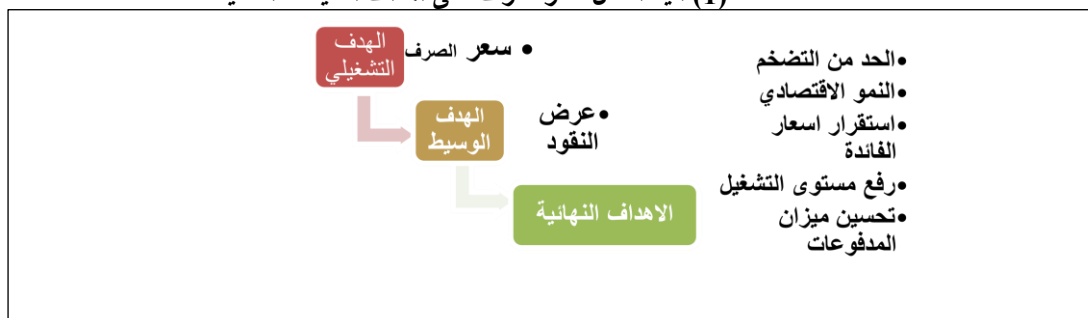 (1)
الهدف
التشغيلي
• سعر الصرف
الهدف
الوسيط
•عرض
النقود
الاهداف النهائية
•الحد من التضخم
•النمو الاقتصادي
•استقرار اسعار
الفائدة
•رفع مستوى التشغيل
•تحسين ميزان
المدفوعات